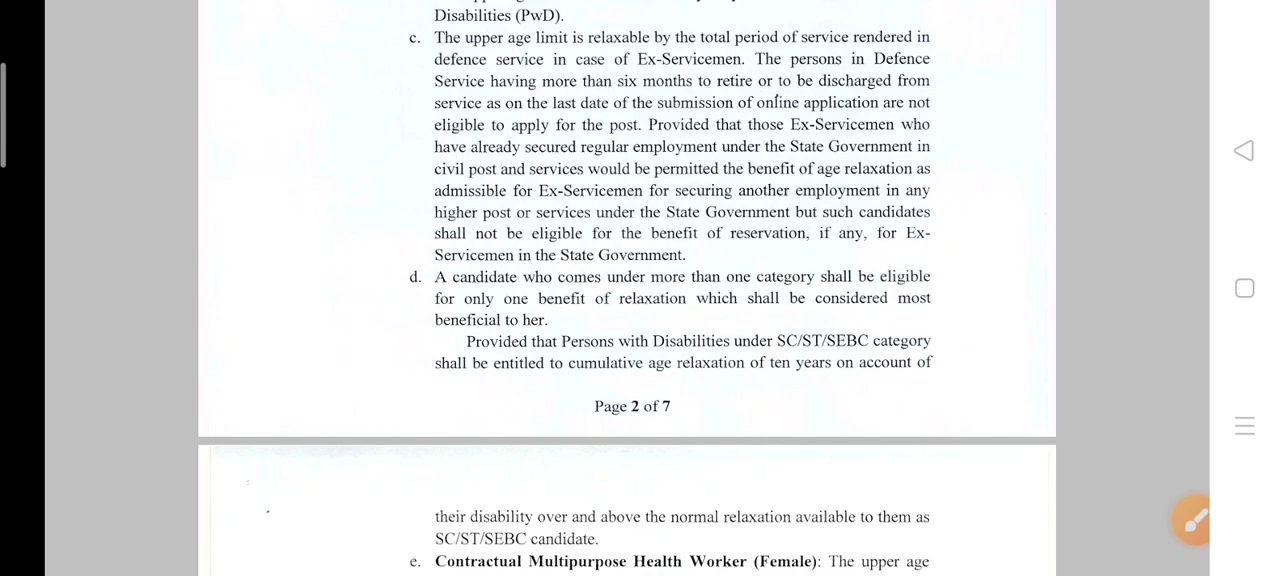 Disabilities (PwD).
c. The upper age limit is relaxable by the total period of service rendered in
defence service in case of Ex-Servicemen. The persons in Defence
Service having more than six months to retire or to be discharged from
service as on the last date of the submission of online application are not
eligible to apply for the post. Provided that those Ex-Servicemen who
have already secured regular employment under the State Government in
civil post and services would be permitted the benefit of age relaxation as
admissible for Ex-Servicemen for securing another employment in any
higher post or services under the State Government but such candidates
shall not be eligible for the benefit of reservation, if any, for Ex-
Servicemen in the State Government.
d. A candidate who comes under more than one category shall be eligible
for only one benefit of relaxation which shall be considered most
beneficial to her.
Provided that Persons with Disabilities under SC/ST/SEBC category
shall be entitled to cumulative age relaxation of ten years on account of
Page 2 of 7
their disability over and above the normal relaxation available to them as
SC/ST/SEBC candidate.
e. Contractual Multipurpose Health Worker (Female): The upper age